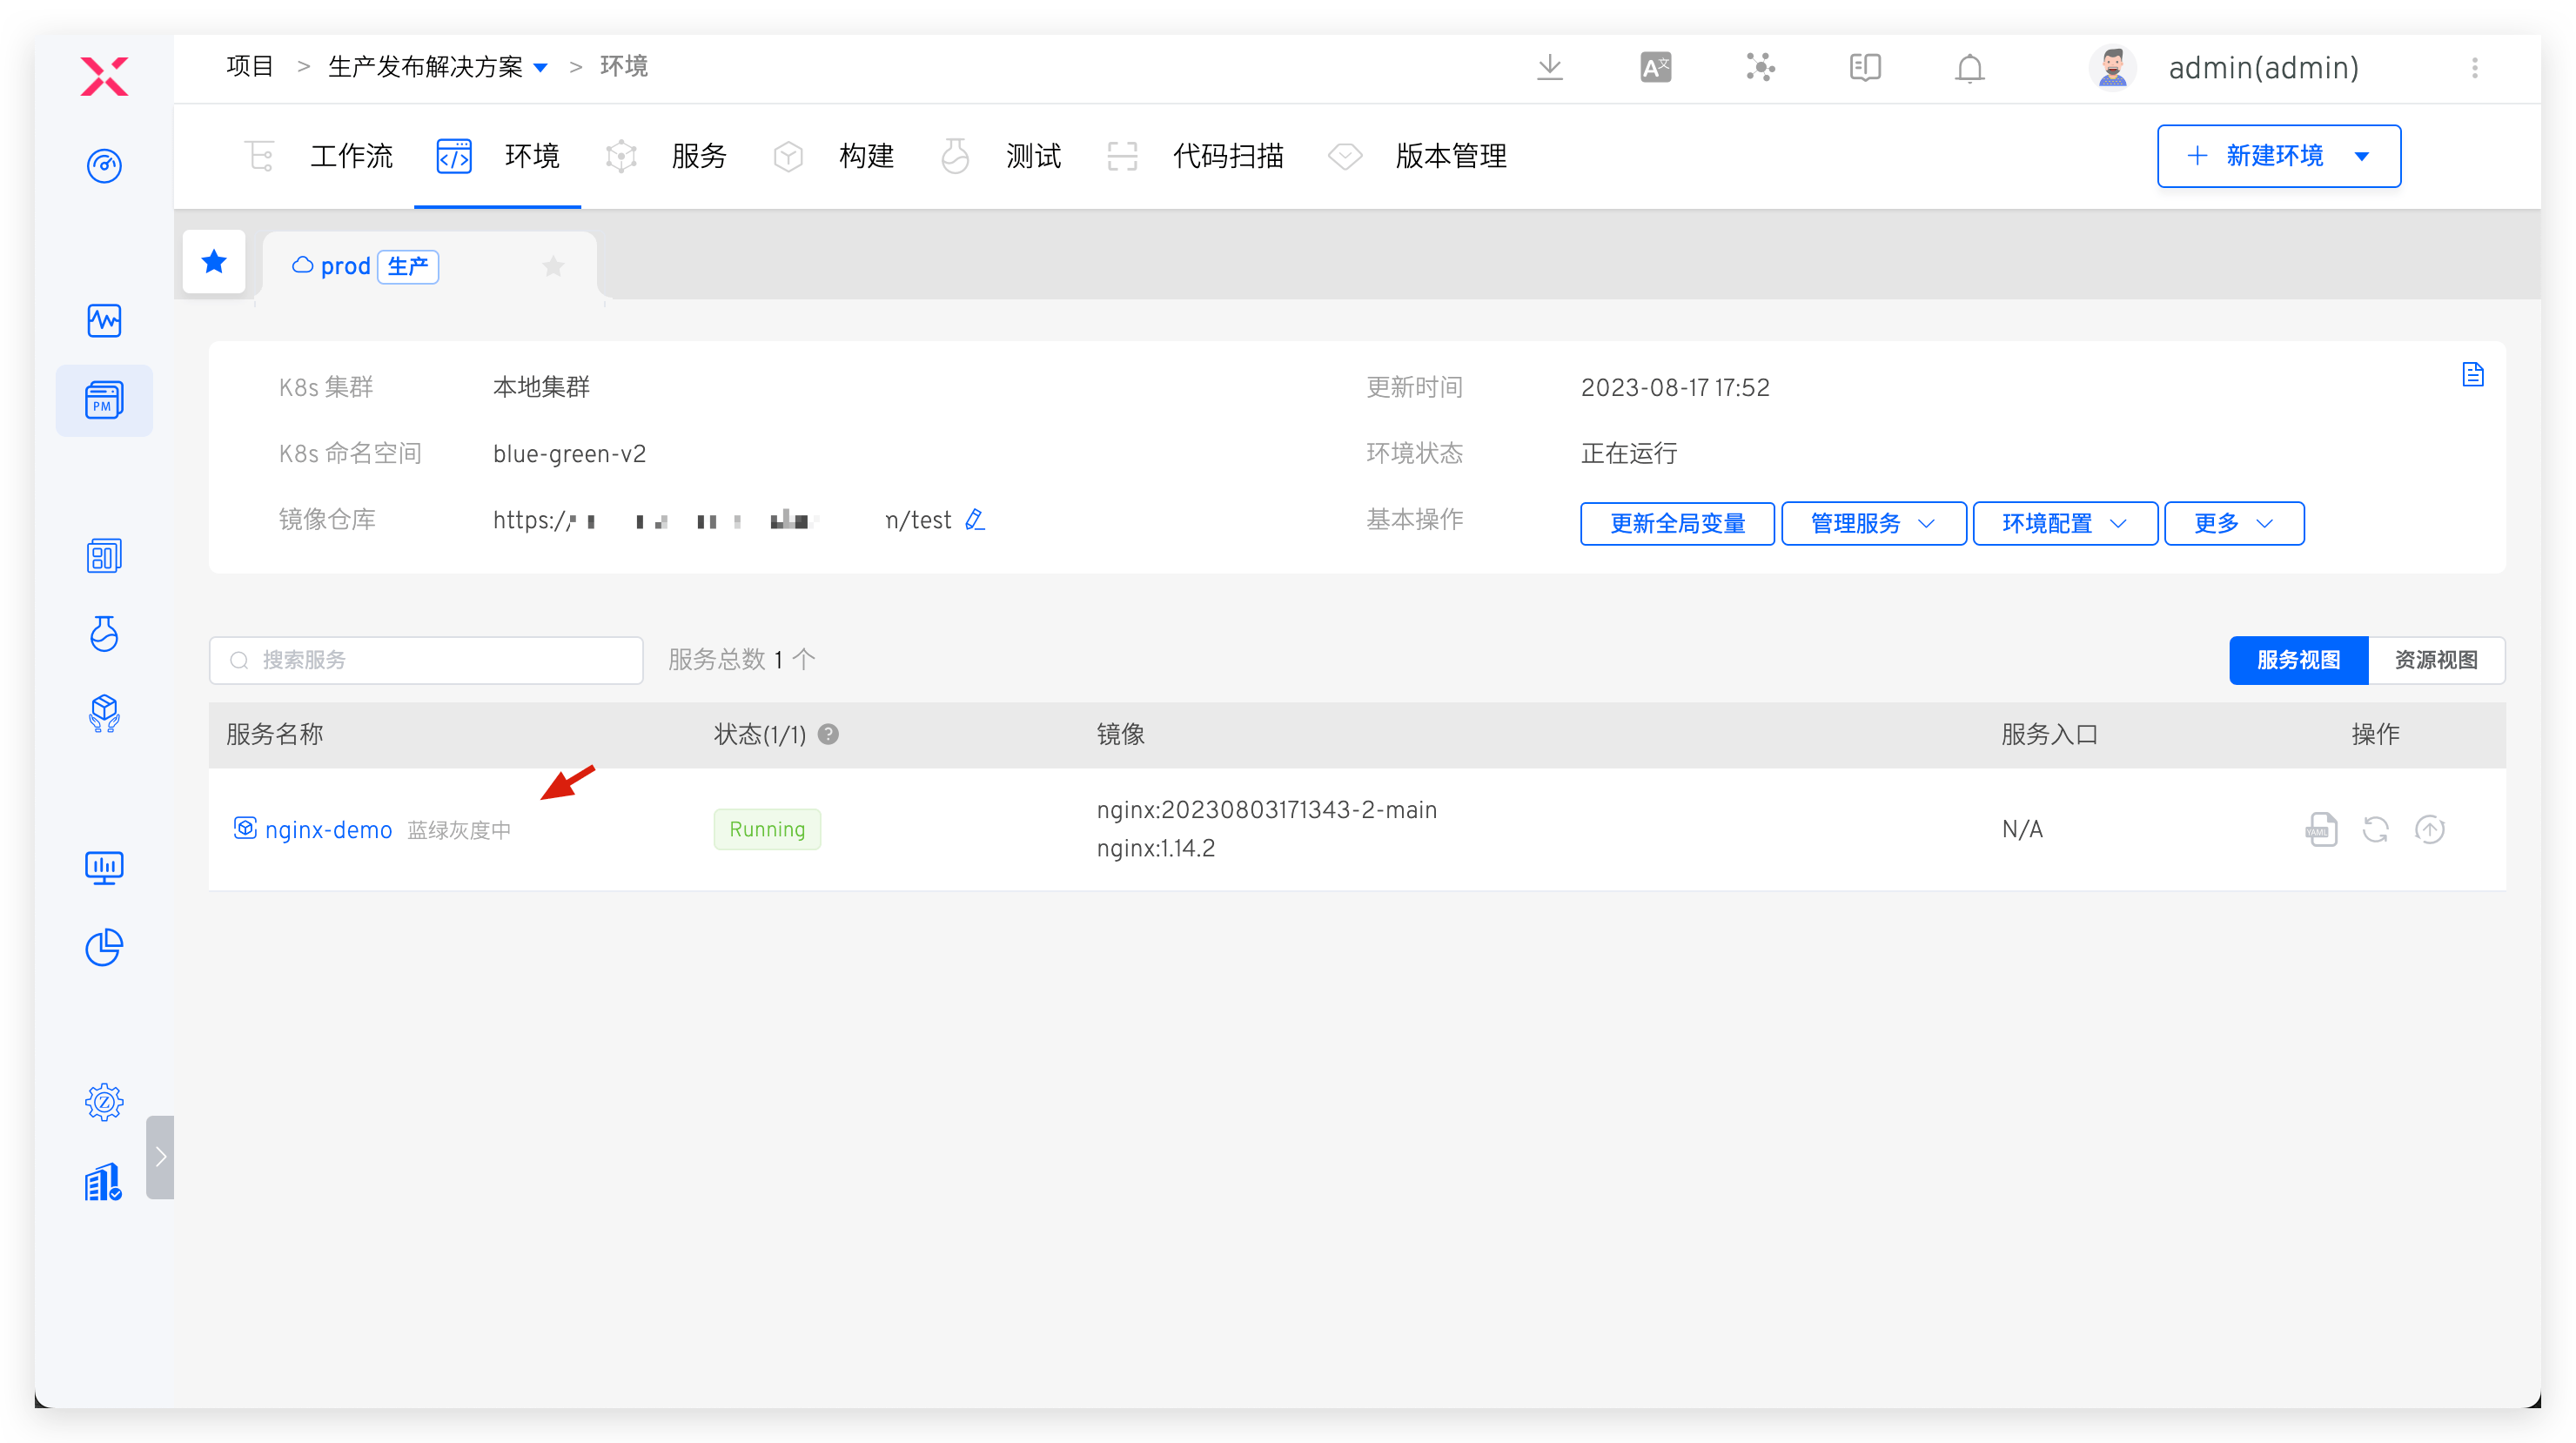 项目 > 生产发布解决方案 > 环境
admin(admin)
工作流 环境 服务 构建 测试 代码扫描 版本管理
+ 新建环境
prod 生产
PM
K8s 集群 本地集群
更新时间 2023-08-17 17:52
K8s 命名空间 blue-green-v2
环境状态 正在运行
镜像仓库 https:// n/test
基本操作 更新全局变量 管理服务 环境配置 更多
搜索服务
服务总数 1 个
服务视图 资源视图
服务名称 状态(1/1) ? 镜像 服务入口 操作
nginx-demo 蓝绿灰度中 Running
nginx:20230803171343-2-main
nginx:1.14.2
N/A
YAML